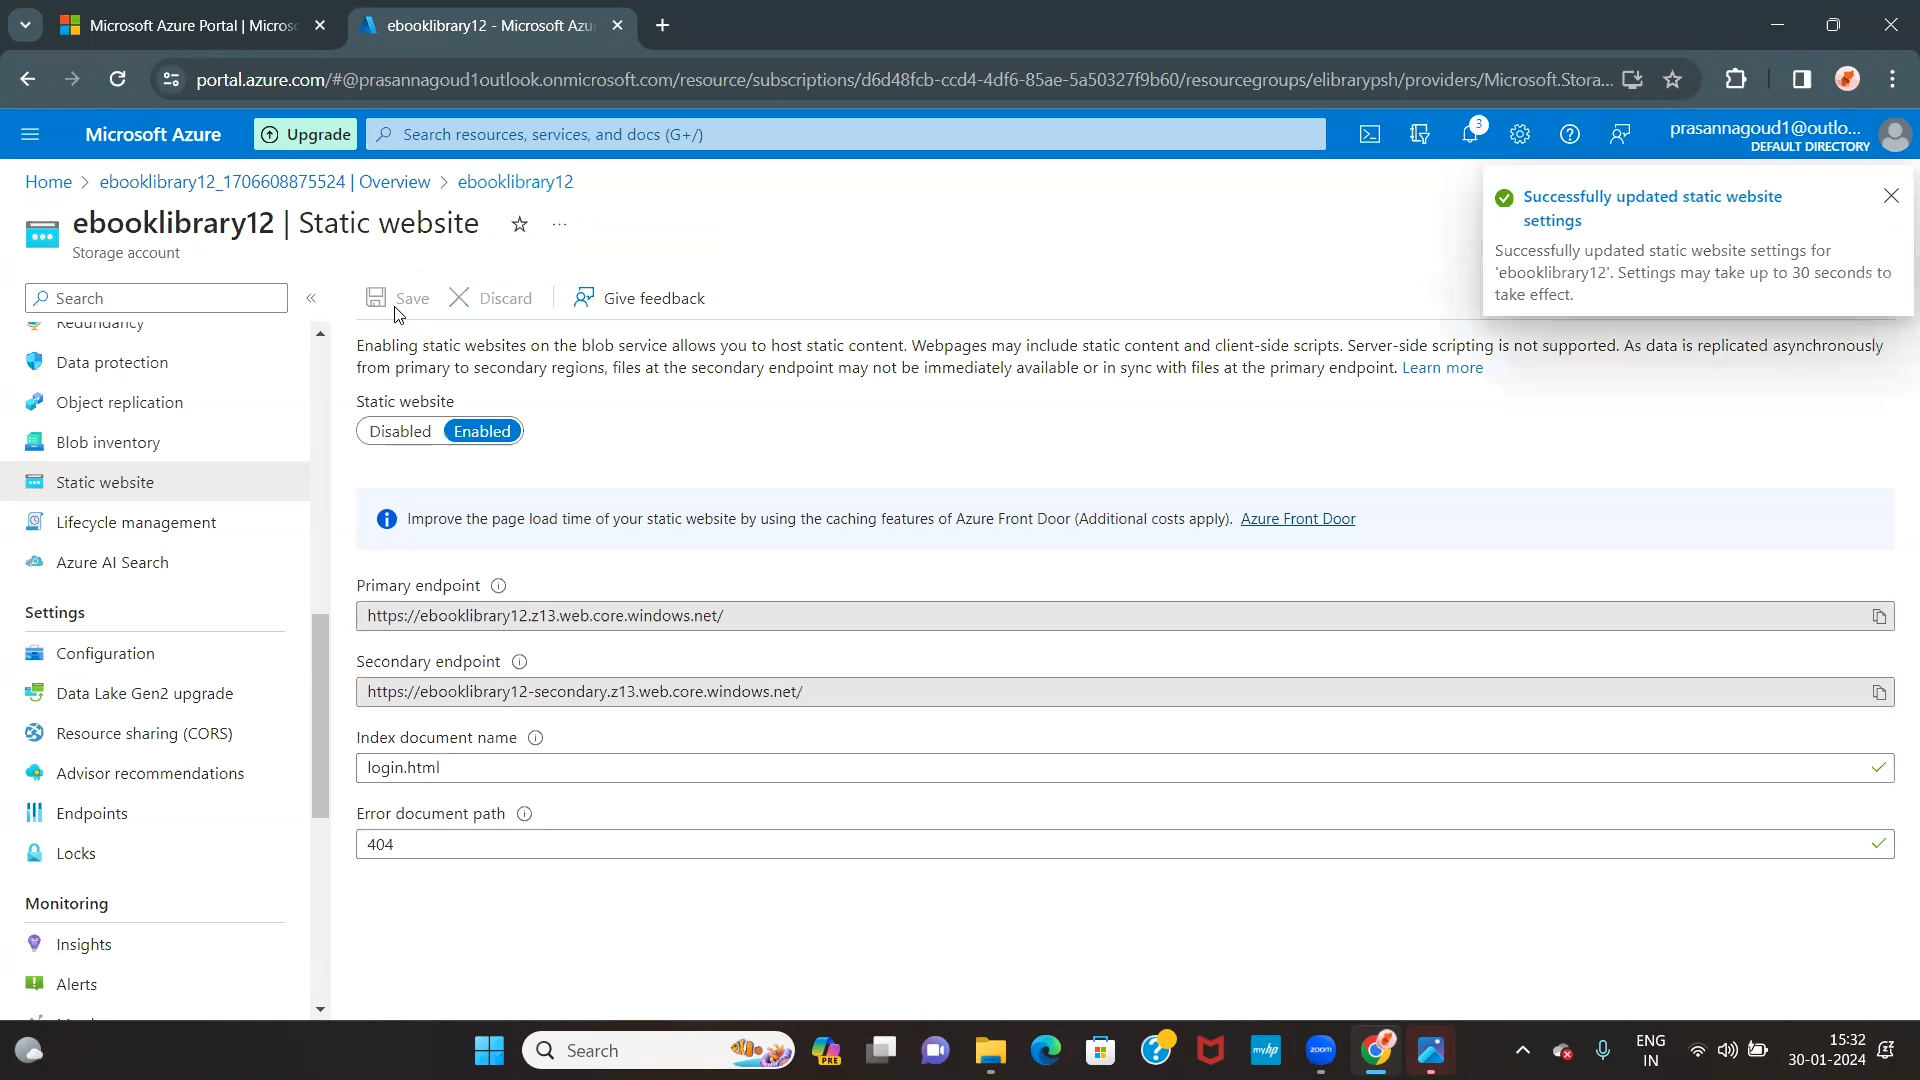 Microsoft Azure Portal | Micros
ebooklibrary12 - Microsoft Azu
portal.azure.com/#@prasannagoud1outlook.onmicrosoft.com/resource/subscriptions/d6d48fcb-ccd4-4df6-85ae-5a50327f9b60/resourcegroups/elibrarypsh/providers/Microsoft.Stora...
Microsoft Azure
Upgrade
Search resources, services, and docs (G+/)
3
prasannagoud1@outlo...
DEFAULT DIRECTORY
Home > ebooklibrary12_1706608875524 | Overview > ebooklibrary12
ebooklibrary12 | Static website
Storage account
Successfully updated static website
settings
Successfully updated static website settings for
'ebooklibrary12'. Settings may take up to 30 seconds to
take effect.
Search
Save
Discard
Give feedback
Redundancy
Data protection
Object replication
Blob inventory
Static website
Lifecycle management
Azure AI Search
Settings
Configuration
Data Lake Gen2 upgrade
Resource sharing (CORS)
Advisor recommendations
Endpoints
Locks
Monitoring
Insights
Alerts
Enabling static websites on the blob service allows you to host static content. Webpages may include static content and client-side scripts. Server-side scripting is not supported. As data is replicated asynchronously
from primary to secondary regions, files at the secondary endpoint may not be immediately available or in sync with files at the primary endpoint. Learn more
Static website
Disabled Enabled
Improve the page load time of your static website by using the caching features of Azure Front Door (Additional costs apply). Azure Front Door
Primary endpoint
https://ebooklibrary12.z13.web.core.windows.net/
Secondary endpoint
https://ebooklibrary12-secondary.z13.web.core.windows.net/
Index document name
login.html
Error document path
404
Search
PRE
myhp
zoom
ENG
IN
15:32
30-01-2024